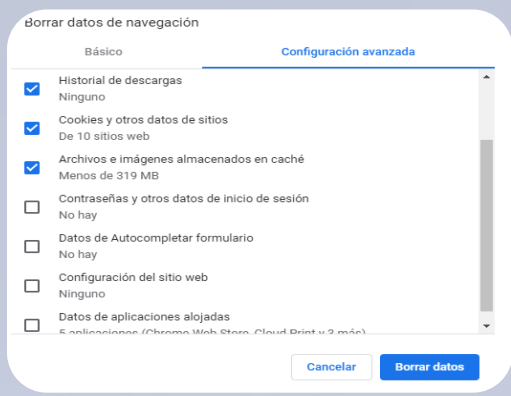 Borrar datos de navegación
Básico Configuración avanzada
Historial de descargas
Ninguno
Cookies y otros datos de sitios
De 10 sitios web
Archivos e imágenes almacenados en caché
Menos de 319 MB
Contraseñas y otros datos de inicio de sesión
No hay
Datos de Autocompletar formulario
No hay
Configuración del sitio web
Ninguno
Datos de aplicaciones alojadas
5 aplicaciones (Chrome Web Store, Cloud Print y 3 más)
Cancelar Borrar datos